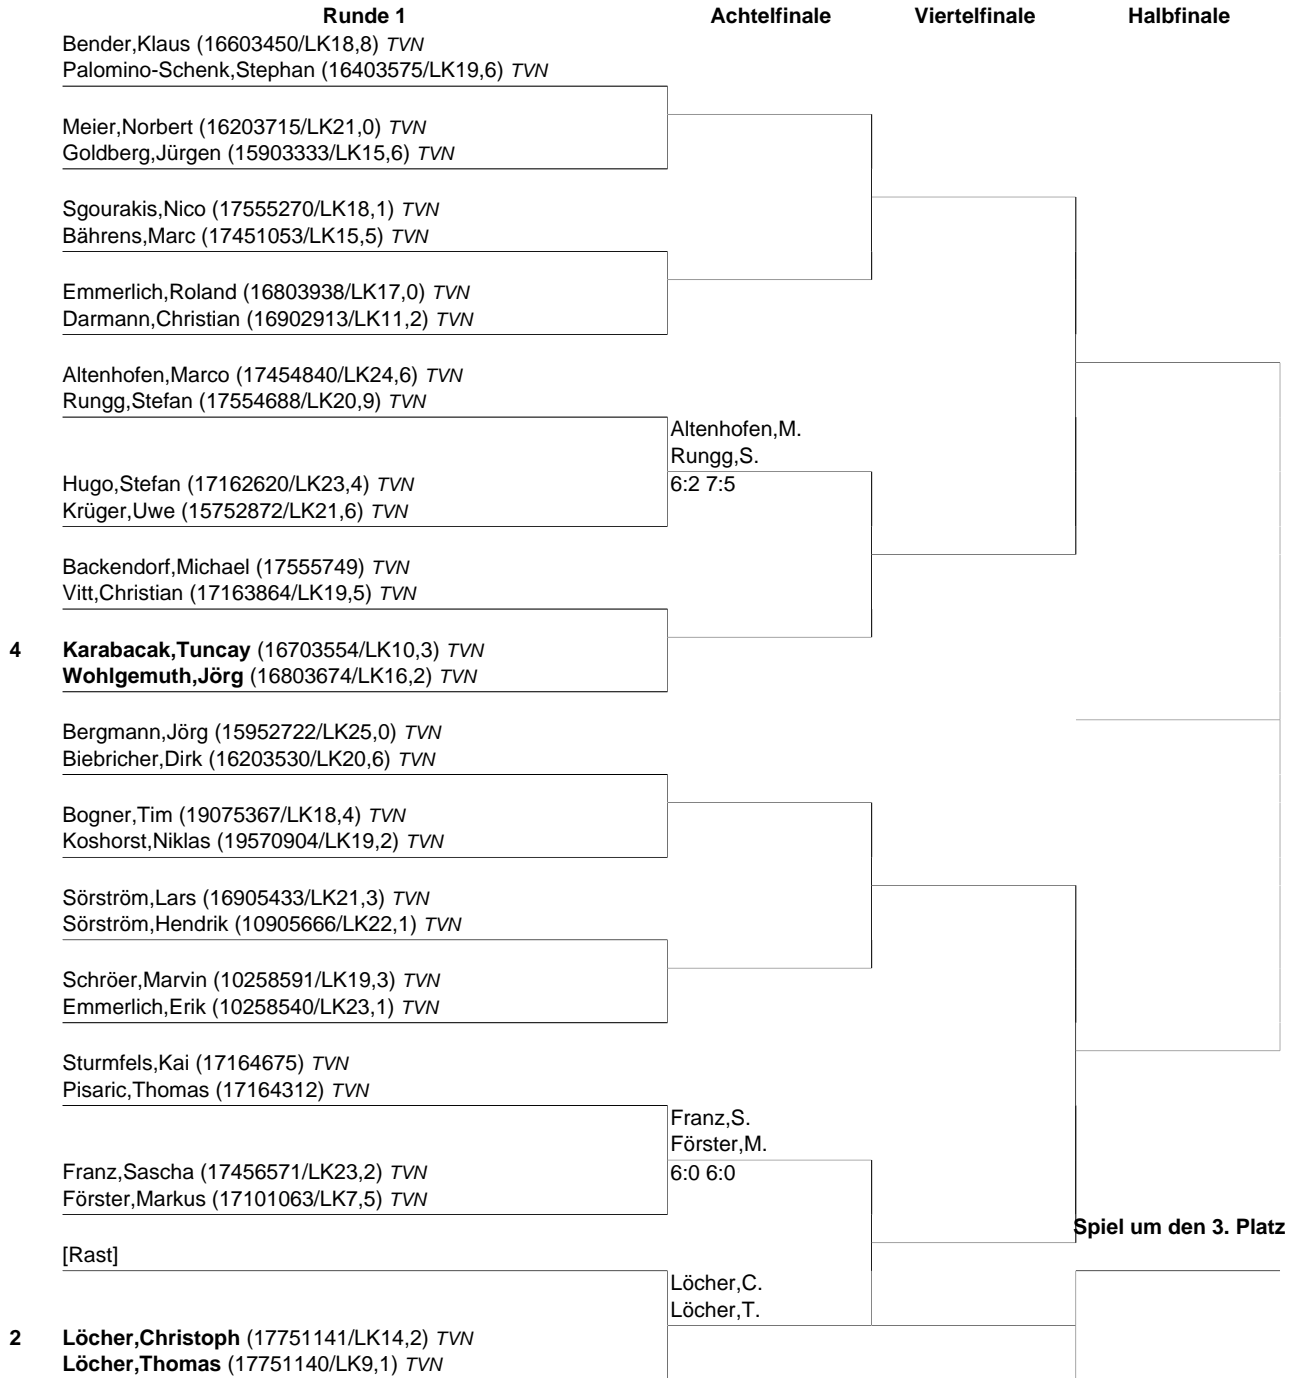 Runde 1 Achtelfinale Viertelfinale Halbfinale
Bender,Klaus (16603450/LK18,8) TVN
Palomino-Schenk,Stephan (16403575/LK19,6) TVN
Meier,Norbert (16203715/LK21,0) TVN
Goldberg,Jürgen (15903333/LK15,6) TVN
Sgourakis,Nico (17555270/LK18,1) TVN
Bährens,Marc (17451053/LK15,5) TVN
Emmerlich,Roland (16803938/LK17,0) TVN
Darmann,Christian (16902913/LK11,2) TVN
Altenhofen,Marco (17454840/LK24,6) TVN
Rungg,Stefan (17554688/LK20,9) TVN
Altenhofen,M.
Rungg,S.
Hugo,Stefan (17162620/LK23,4) TVN 6:2 7:5
Krüger,Uwe (15752872/LK21,6) TVN
Backendorf,Michael (17555749) TVN
Vitt,Christian (17163864/LK19,5) TVN
4 Karabacak,Tuncay (16703554/LK10,3) TVN
Wohlgemuth,Jörg (16803674/LK16,2) TVN
Bergmann,Jörg (15952722/LK25,0) TVN
Biebricher,Dirk (16203530/LK20,6) TVN
Bogner,Tim (19075367/LK18,4) TVN
Koshorst,Niklas (19570904/LK19,2) TVN
Sörström,Lars (16905433/LK21,3) TVN
Sörström,Hendrik (10905666/LK22,1) TVN
Schröer,Marvin (10258591/LK19,3) TVN
Emmerlich,Erik (10258540/LK23,1) TVN
Sturmfels,Kai (17164675) TVN
Pisaric,Thomas (17164312) TVN
Franz,S.
Förster,M.
Franz,Sascha (17456571/LK23,2) TVN 6:0 6:0
Förster,Markus (17101063/LK7,5) TVN
Spiel um den 3. Platz
[Rast]
Löcher,C.
Löcher,T.
2 Löcher,Christoph (17751141/LK14,2) TVN
Löcher,Thomas (17751140/LK9,1) TVN